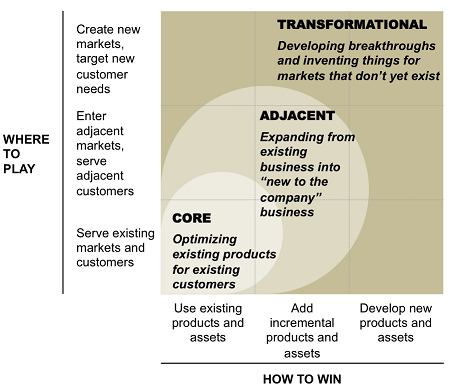 Create new
markets,
target new
customer
needs
TRANSFORMATIONAL
Developing breakthroughs
and inventing things for
markets that don't yet exist
WHERE
TO
PLAY
Enter
adjacent
markets,
serve
adjacent
customers
ADJACENT
Expanding from
existing
business into
“new to the
company”
business
Serve existing
markets and
customers
CORE
Optimizing
existing products
for existing
customers
Use existing
products and
assets
Add
incremental
products and
assets
Develop new
products and
assets
HOW TO WIN